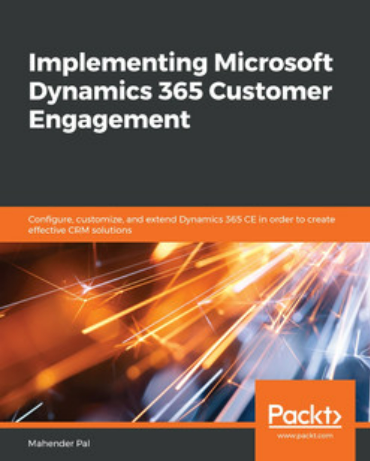 Implementing Microsoft
Dynamics 365 Customer
Engagement
Configure, customize, and extend Dynamics 365 CE in order to create
effective CRM solutions
Packt>
www.packt.com
Mahender Pal